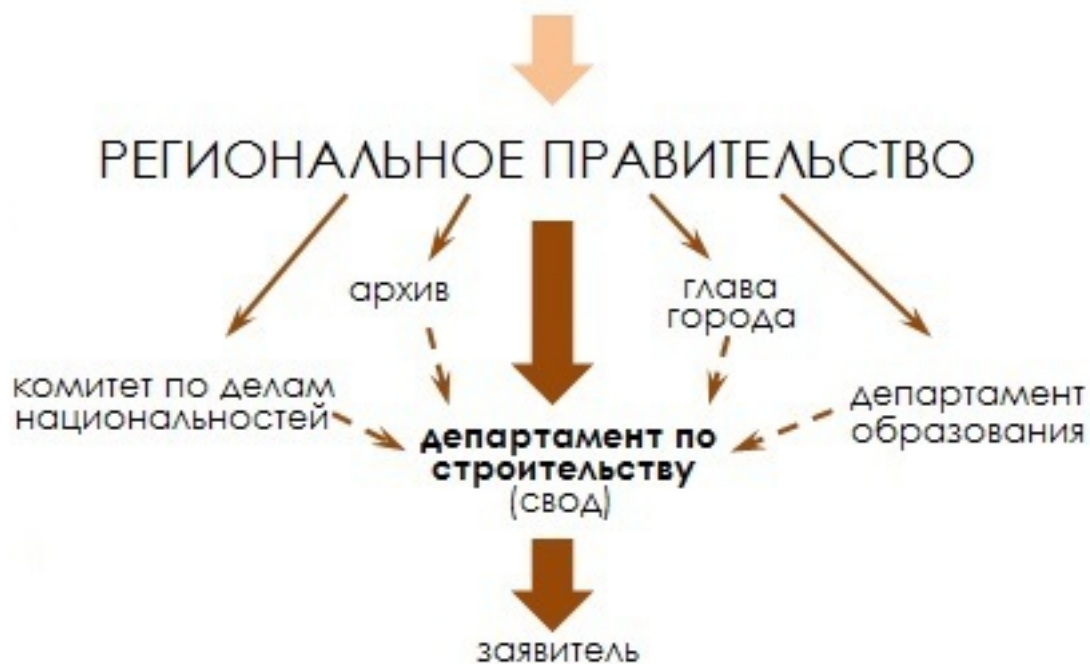 РЕГИОНАЛЬНОЕ ПРАВИТЕЛЬСТВО
архив
глава
города
комитет по делам
национальностей
департамент
образования
департамент по
строительству
(свод)
заявитель